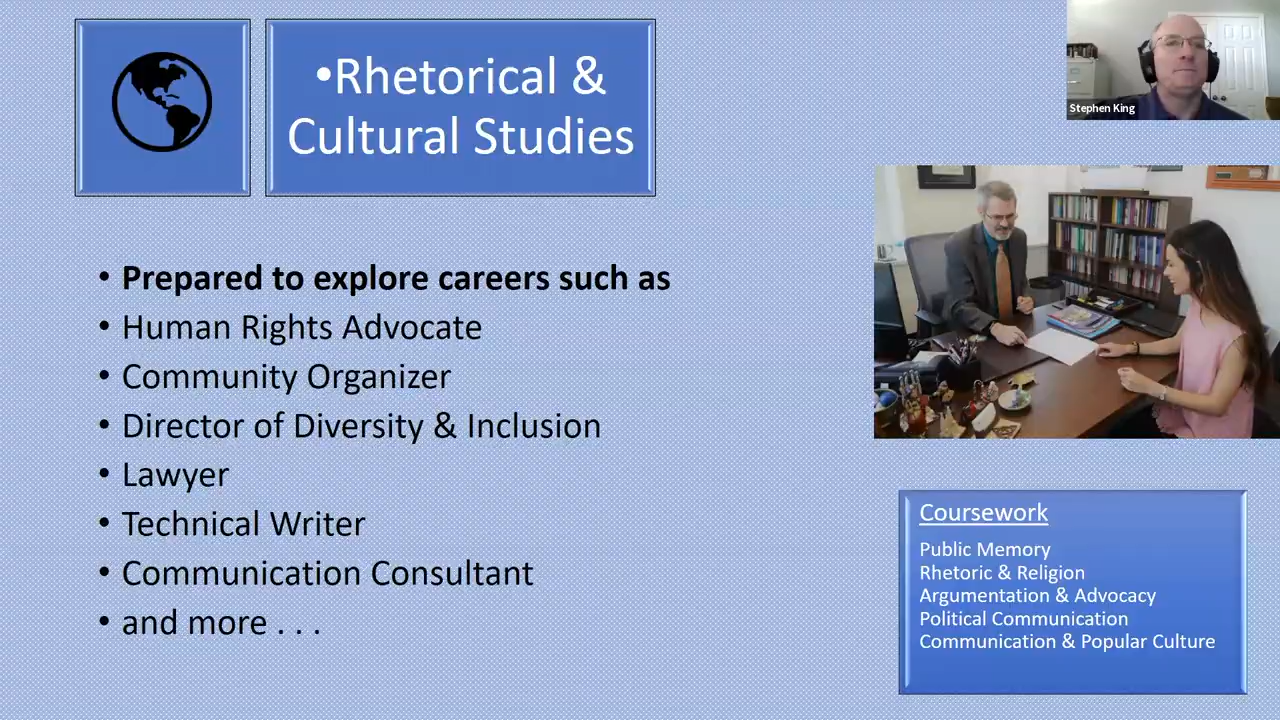 •Rhetorical &
Cultural Studies
Stephen King
• Prepared to explore careers such as
• Human Rights Advocate
• Community Organizer
• Director of Diversity & Inclusion
• Lawyer
• Technical Writer
• Communication Consultant
• and more . . .
Coursework
Public Memory
Rhetoric & Religion
Argumentation & Advocacy
Political Communication
Communication & Popular Culture